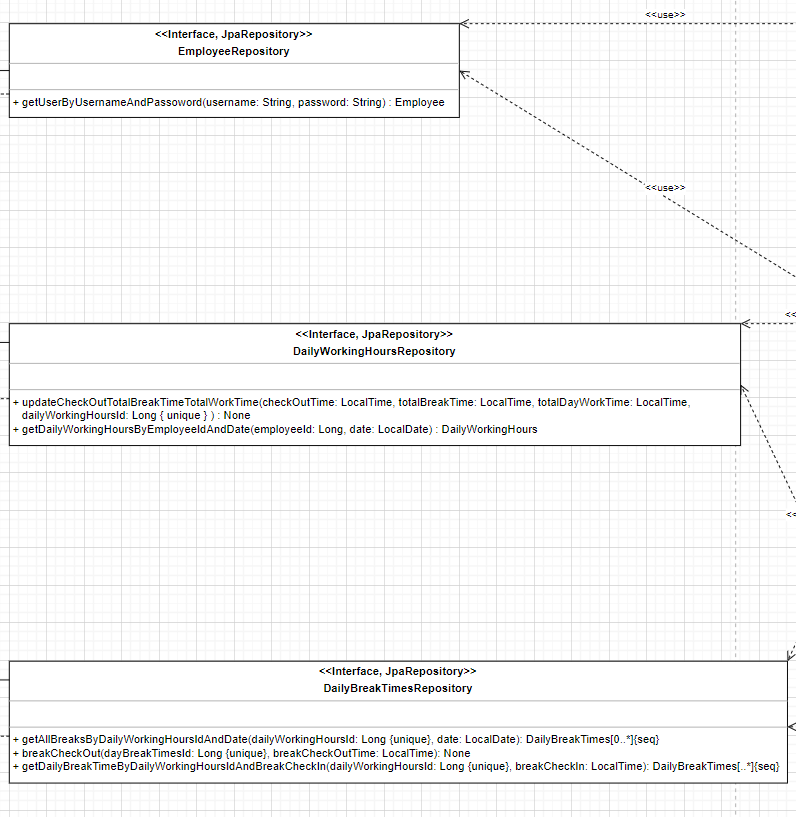 <<use>>
<<Interface, JpaRepository>>
EmployeeRepository
+ getUserByUsernameAndPassoword(username: String, password: String) : Employee
<<use>>
<<
<<Interface, JpaRepository>>
DailyWorkingHoursRepository
+ updateCheckOutTotalBreakTimeTotalWorkTime(checkOutTime: LocalTime, totalBreakTime: LocalTime, totalDayWorkTime: LocalTime,
dailyWorkingHoursId: Long { unique } ) : None
+ getDailyWorkingHoursByEmployeeIdAndDate(employeeId: Long, date: LocalDate) : DailyWorkingHours
<<
<<Interface, JpaRepository>>
DailyBreakTimesRepository
+ getAllBreaksByDailyWorkingHoursIdAndDate(dailyWorkingHoursId: Long {unique}, date: LocalDate): DailyBreakTimes[0..*]{seq}
+ breakCheckOut(dayBreakTimesId: Long {unique}, breakCheckOutTime: LocalTime): None
+ getDailyBreakTimeByDailyWorkingHoursIdAndBreakCheckIn(dailyWorkingHoursId: Long {unique}, breakCheckIn: LocalTime): DailyBreakTimes[..*]{seq}